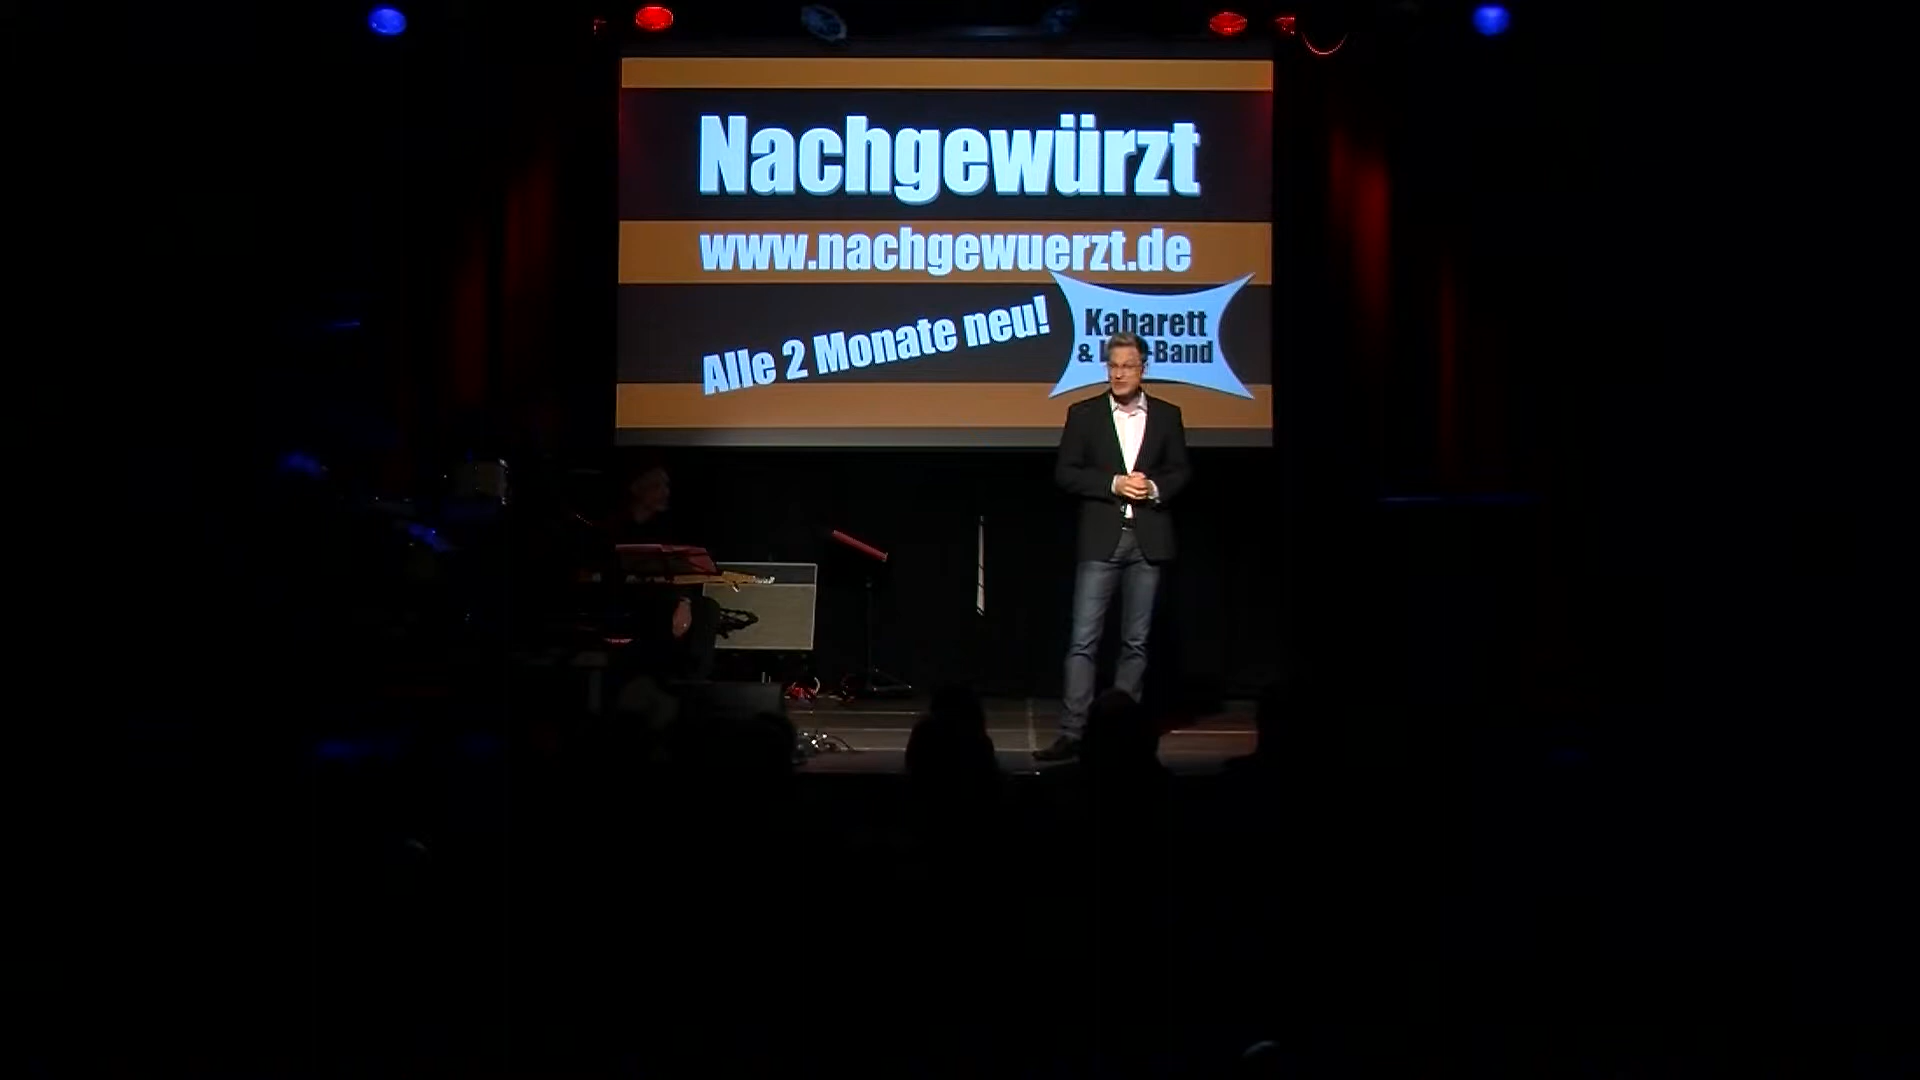 Nachgewürzt
www.nachgewuerzt.de
Alle 2 Monate neu!
Kabarett
& -Band